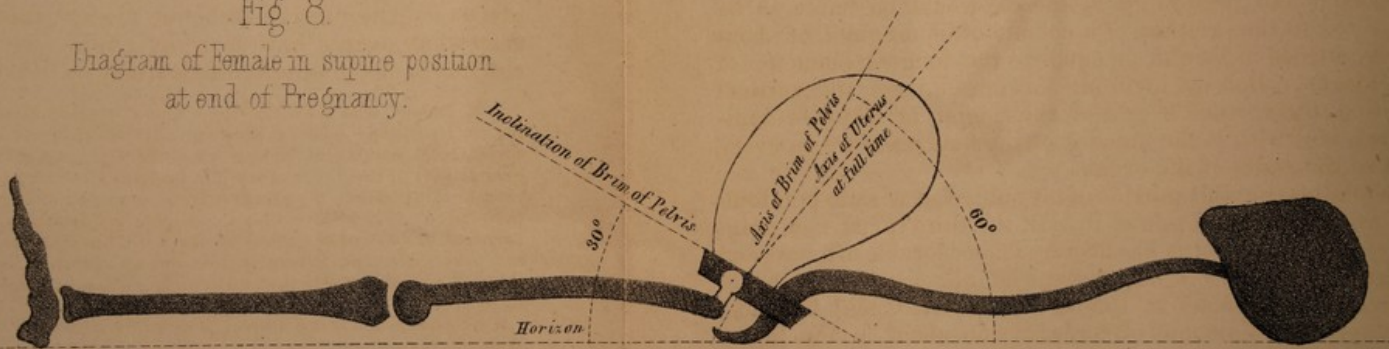 Fig. 8.
Diagram of Female in supine position
at end of Pregnancy.
Inclination of Brim of Pelvis
30°
Axis of Brim of Pelvis
Axis of Uterus
at full time
60°
Horizon